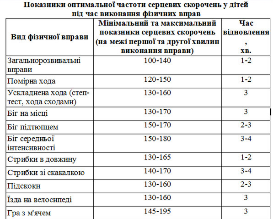 Показники оптимальної частоти серцевих скорочень у дітей
під час виконання фізичних вправ
Вид фізичної вправи
Мінімальний та максимальний
показники серцевих скорочень
(на межі першої та другої хвилин
виконання вправи)
Час
відновлення
,
хв.
Загальнорозвивальні
вправи
100-140
1-2
Помірна хода
120-150
1-2
Ускладнена хода (степ-
тест, хода сходами)
130-160
3
Біг на місці
130-170
3
Біг підтюпцем
150-170
2-3
Біг середньої
інтенсивності
150-180
3-4
Стрибки в довжину
130-165
1-2
Стрибки зі скакалкою
140-170
3-4
Підскоки
130-160
2-3
Їзда на велосипеді
130-160
3
Гра з м'ячем
145-195
3